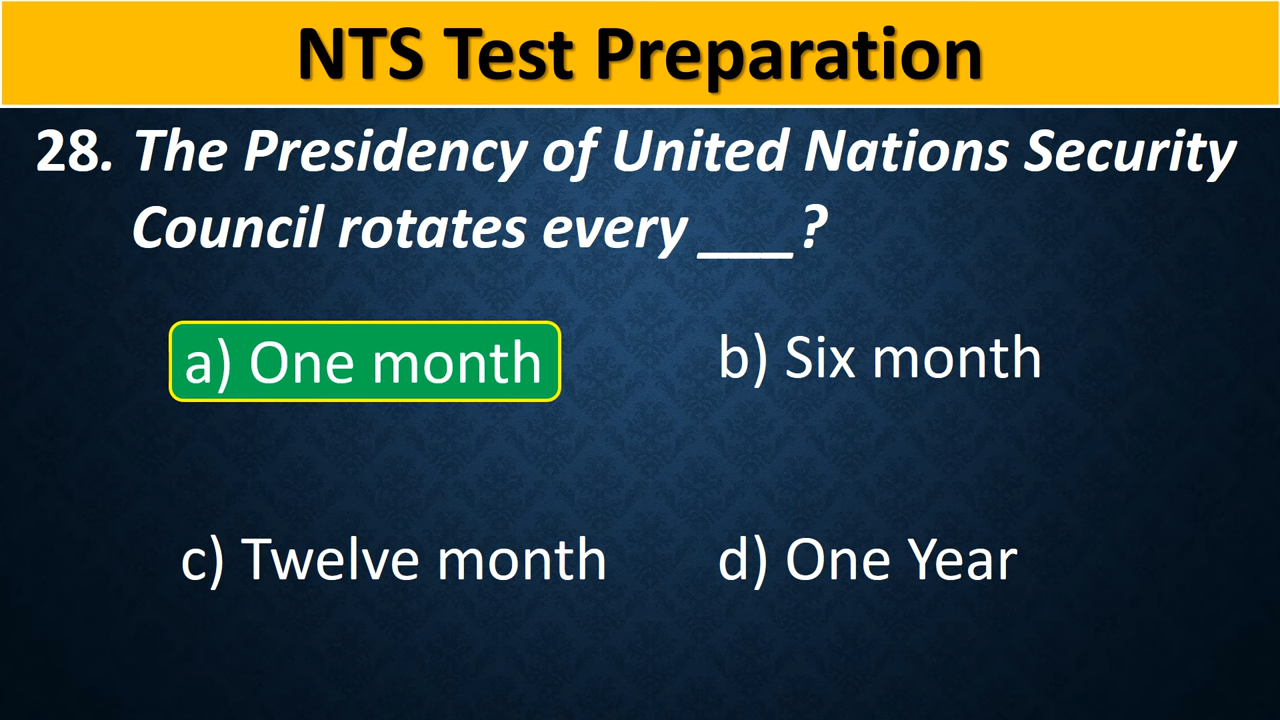 NTS Test Preparation
28. The Presidency of United Nations Security
Council rotates every ___?
a) One month
b) Six month
c) Twelve month
d) One Year